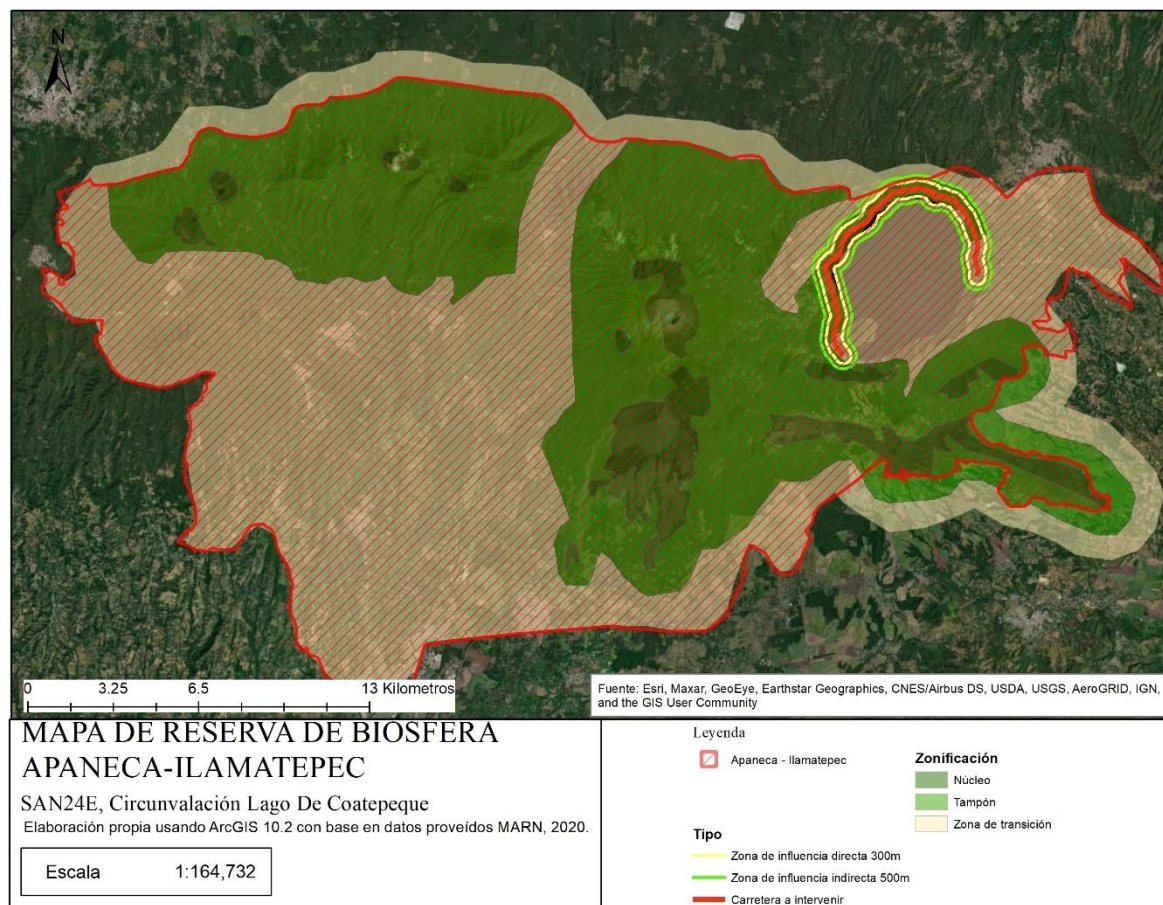 N
0 3.25 6.5 13 Kilometros
Fuente: Esri, Maxar, GeoEye, Earthstar Geographics, CNES/Airbus DS, USDA, USGS, AeroGRID, IGN,
and the GIS User Community
MAPA DE RESERVA DE BIOSFERA
APANECA-ILAMATEPEC
SAN24E, Circunvalación Lago De Coatepeque
Elaboración propia usando ArcGIS 10.2 con base en datos proveídos MARN, 2020.
Escala 1:164,732
Leyenda
Apaneca - Ilamatepec
Tipo
Zona de influencia directa 300m
Zona de influencia indirecta 500m
Carretera a intervenir
Zonificación
Núcleo
Tampón
Zona de transición